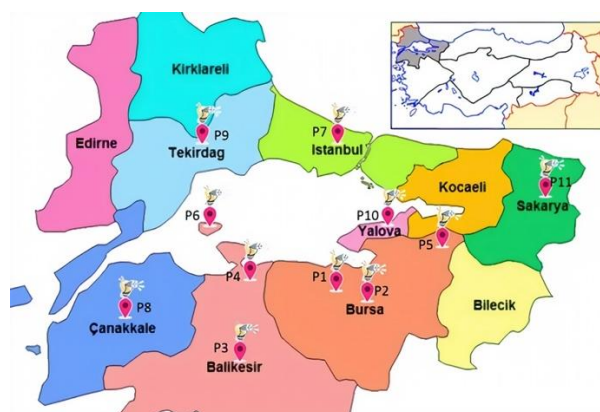 Kirklareli
P7
P9
Edirne
Tekirdag
Istanbul
Kocaeli
P11
Sakarya
P6
P10
Yalova
P5
P4
P1
P2
P8
Bursa
Bilecik
Çanakkale
P3
Balikesir